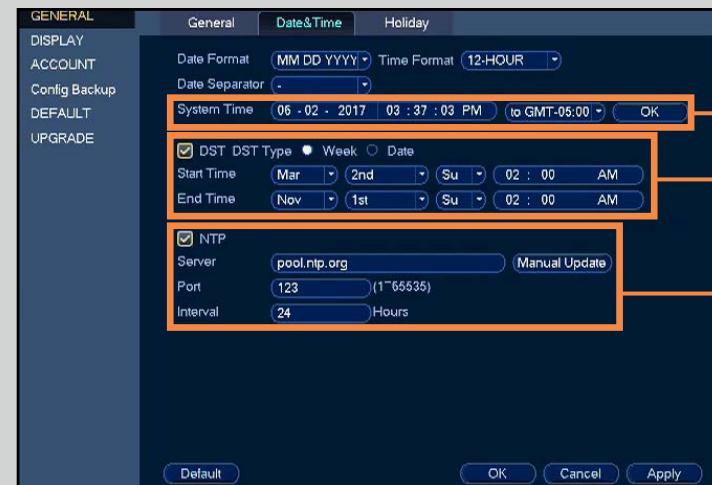 GENERAL
DISPLAY
ACCOUNT
Config Backup
DEFAULT
UPGRADE
General Date&Time Holiday
Date Format MM DD YYYY Time Format 12-HOUR
Date Separator -
System Time 06 - 02 - 2017 03 : 37 : 03 PM to GMT-05:00 OK
DST DST Type Week Date
Start Time Mar 2nd Su 02 : 00 AM
End Time Nov 1st Su 02 : 00 AM
NTP
Server pool.ntp.org Manual Update
Port 123 (1~65535)
Interval 24 Hours
Default OK Cancel Apply